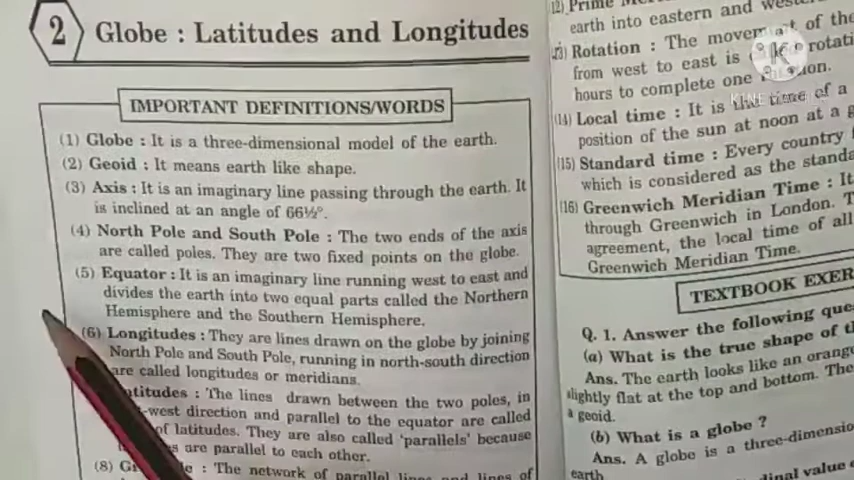 2
Globe : Latitudes and Longitudes
IMPORTANT DEFINITIONS/WORDS
(1) Globe : It is a three-dimensional model of the earth.
(2) Geoid : It means earth like shape.
(3) Axis : It is an imaginary line passing through the earth. It
is inclined at an angle of 66½°.
(4) North Pole and South Pole : The two ends of the axis
are called poles. They are two fixed points on the globe.
(5) Equator : It is an imaginary line running west to east and
divides the earth into two equal parts called the Northern
Hemisphere and the Southern Hemisphere.
(6) Longitudes : They are lines drawn on the globe by joining
North Pole and South Pole, running in north-south direction
are called longitudes or meridians.
The lines drawn between the two poles, in
-west direction and parallel to the equator are called
of latitudes. They are also called 'parallels' because
are parallel to each other.
(8) : The network of parallel lines and lines of
(12) Prime
earth into eastern and
(13) Rotation : The movement of the
from west to east is
hours to complete one
(14) Local time : It is the time of a
position of the sun at noon at a
(15) Standard time : Every country
which is considered as the
(16) Greenwich Meridian Time : It
through Greenwich in London.
agreement, the local time of all
Greenwich Meridian Time.
TEXTBOOK
Q. 1. Answer the following
(a) What is the true shape of
Ans. The earth looks like an orange
slightly flat at the top and bottom. The
a geoid.
(b) What is a globe ?
Ans. A globe is a
earth
value
K